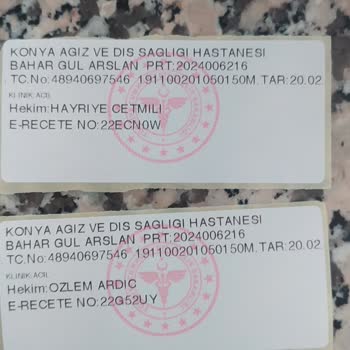 KONYA AGIZ VE DIS SAGLIGI HASTANESI
BAHAR GUL ARSLAN PRT:2024006216
TC.No:48940697546 191100201050150M.TAR:20.02
KLINIK:ACIL
Hekim:HAYRIYE CETMILI
E-RECETE NO:22ECN0W
KONYA AGIZ VE DIS SAGLIGI HASTANESI
BAHAR GUL ARSLAN PRT:2024006216
TC.No:48940697546 191100201050150M.TAR:20.02
KLINIK:ACIL
Hekim:OZLEM ARDIC
E-RECETE NO:22G52UY